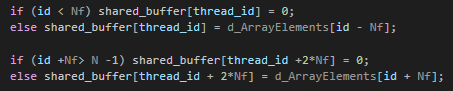 if (id < Nf) shared_buffer[thread_id] = 0;
else shared_buffer[thread_id] = d_ArrayElements[id - Nf];
if (id +Nf> N -1) shared_buffer[thread_id +2*Nf] = 0;
else shared_buffer[thread_id + 2*Nf] = d_ArrayElements[id + Nf];